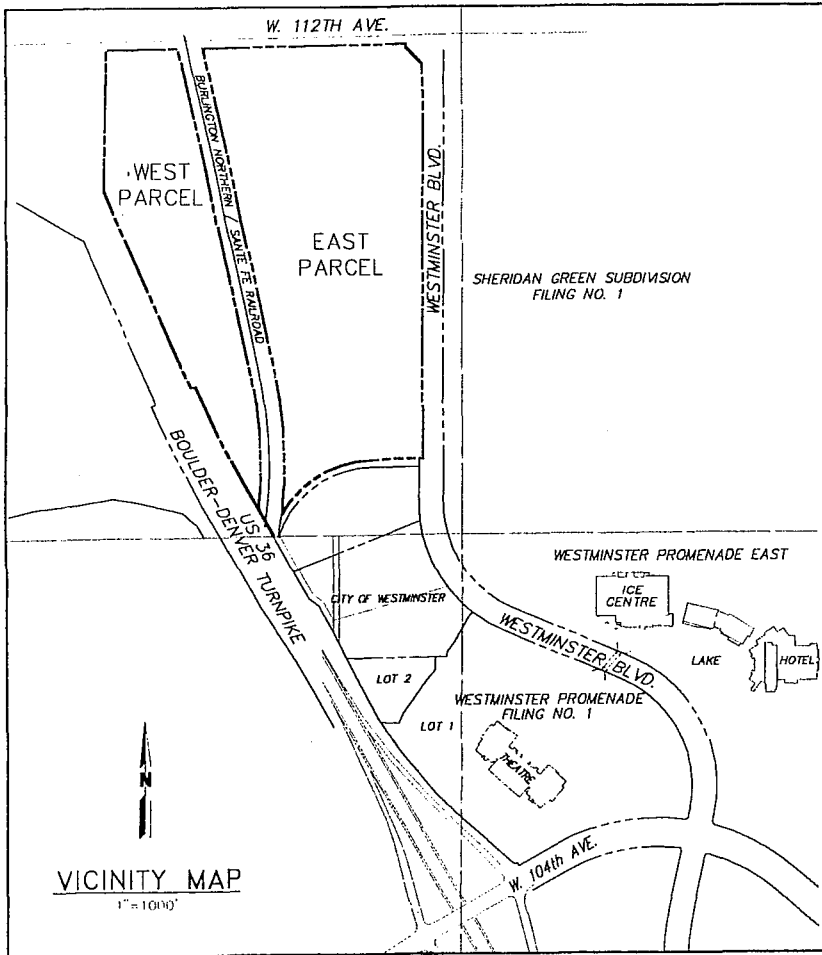 W. 112TH AVE.
BURLINGTON NORTHERN / SANTE FE RAILROAD
WEST
PARCEL
EAST
PARCEL
WESTMINSTER BLVD.
SHERIDAN GREEN SUBDIVISION
FILING NO. 1
US 36
BOULDER-DENVER TURNPIKE
WESTMINSTER PROMENADE EAST
ICE
CENTRE
CITY OF WESTMINSTER
WESTMINSTER BLVD.
LAKE
HOTEL
LOT 2
WESTMINSTER PROMENADE
FILING NO. 1
LOT 1
THEATRE
N
W. 104th AVE.
VICINITY MAP
1"=1000'